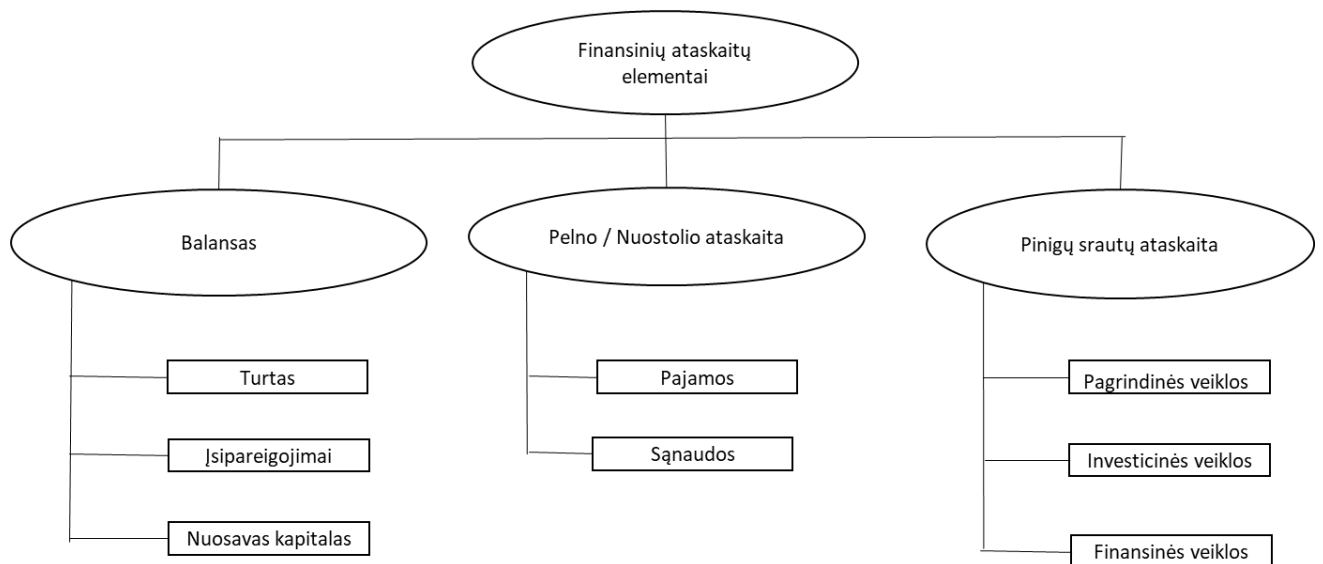 Finansinių ataskaitų
elementai
Balansas
Pelno / Nuostolio ataskaita
Pinigų srautų ataskaita
Turtas
Pajamos
Pagrindinės veiklos
Įsipareigojimai
Sąnaudos
Investicinės veiklos
Nuosavas kapitalas
Finansinės veiklos